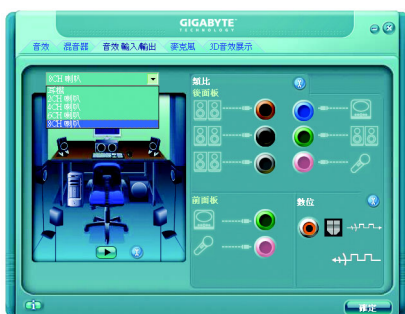 GIGABYTE
TECHNOLOGY
音效 混音器 音效輸入/輸出 麥克風 3D音效展示
8CH 喇叭
耳機
2CH 喇叭
4CH 喇叭
6CH 喇叭
8CH 喇叭
類比
後面板
前面板
數位
確定